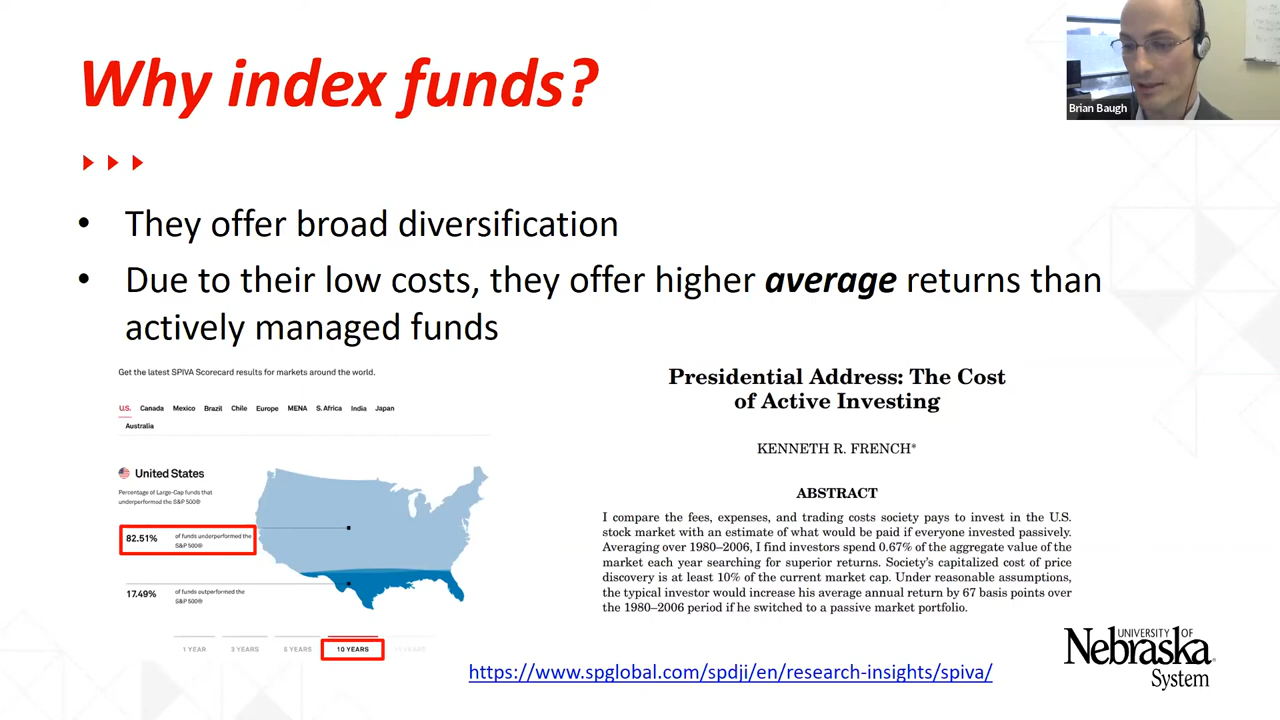 Why index funds?
Brian Baugh
• They offer broad diversification
• Due to their low costs, they offer higher average returns than
actively managed funds
Get the latest SPIVA Scorecard results for markets around the world.
U.S. Canada Mexico Brazil Chile Europe MENA S. Africa India Japan
Australia
United States
Percentage of Large-Cap funds that
underperformed the S&P 500®
82.51%
of funds underperformed the
S&P 500®
17.49%
of funds outperformed the
S&P 500®
1 YEAR 3 YEARS 5 YEARS 10 YEARS
Presidential Address: The Cost
of Active Investing
KENNETH R. FRENCH*
ABSTRACT
I compare the fees, expenses, and trading costs society pays to invest in the U.S.
stock market with an estimate of what would be paid if everyone invested passively.
Averaging over 1980–2006, I find investors spend 0.67% of the aggregate value of the
market each year searching for superior returns. Society's capitalized cost of price
discovery is at least 10% of the current market cap. Under reasonable assumptions,
the typical investor would increase his average annual return by 67 basis points over
the 1980–2006 period if he switched to a passive market portfolio.
https://www.spglobal.com/spdji/en/research-insights/spiva/
UNIVERSITY OF
Nebraska
System